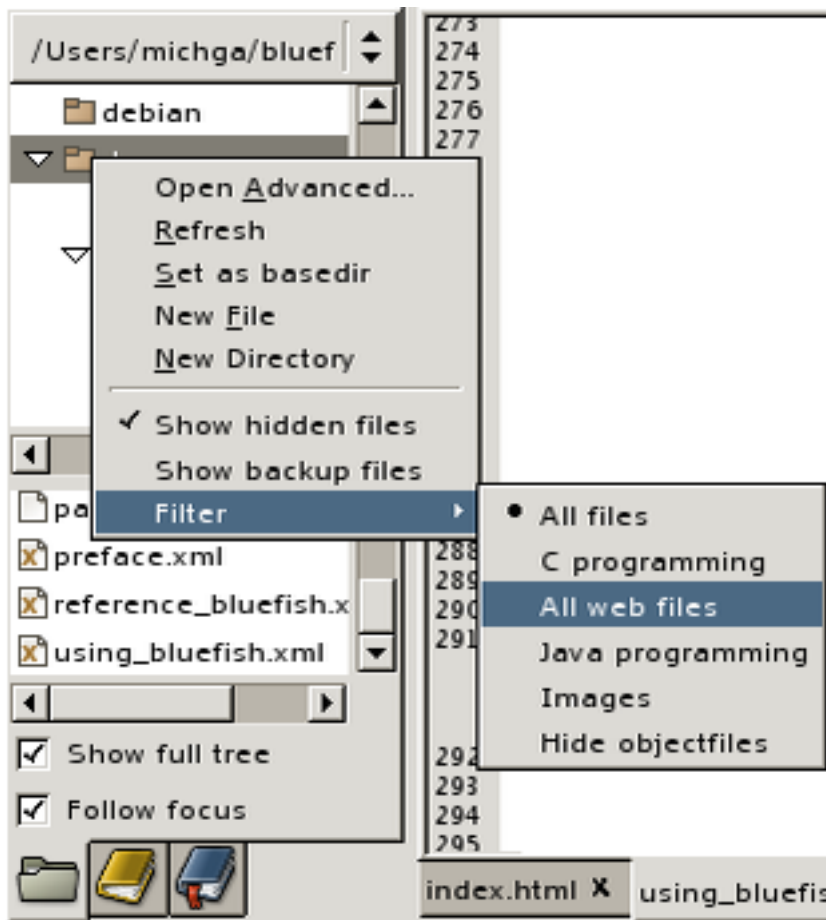 /Users/michga/bluef
debian
Open Advanced...
Refresh
Set as basedir
New File
New Directory
Show hidden files
Show backup files
Filter
All files
C programming
All web files
Java programming
Images
Hide objectfiles
pa
preface.xml
reference_bluefish.x
using_bluefish.xml
Show full tree
Follow focus
273
274
275
276
277
288
289
290
291
292
293
294
295
index.html
using_bluefis